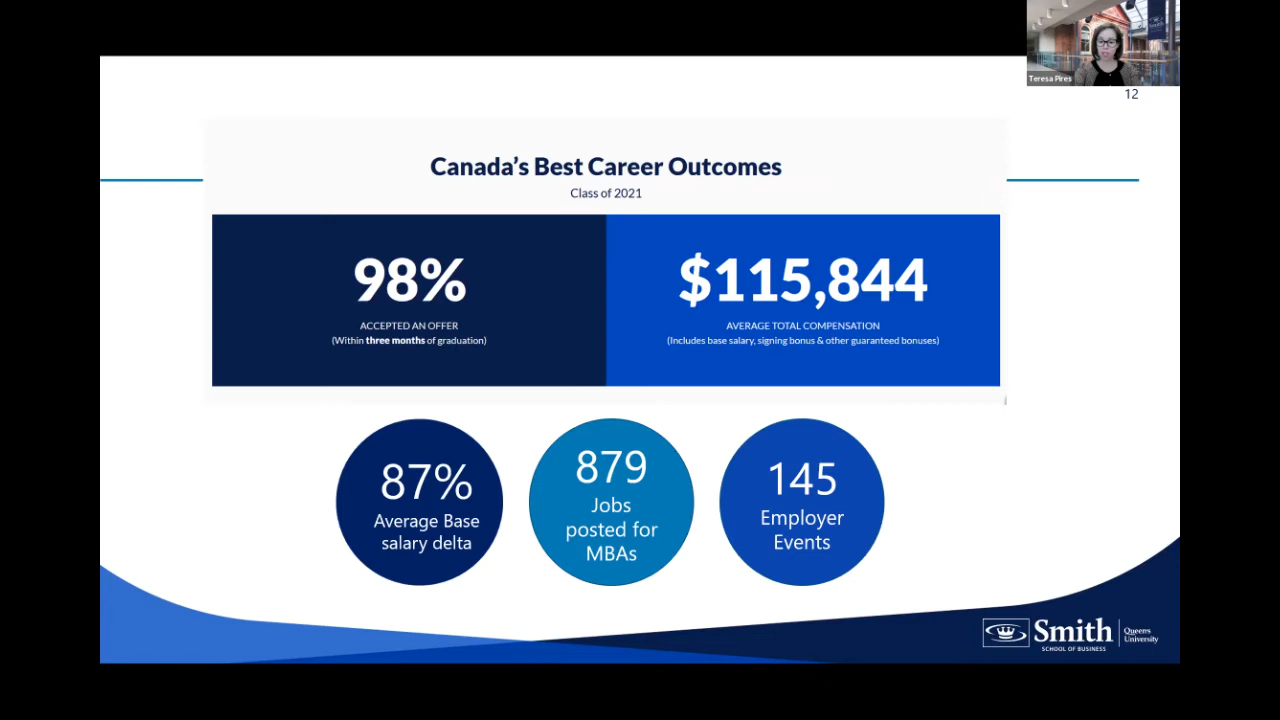 Smith
Teresa Pires
12
Canada's Best Career Outcomes
Class of 2021
98%
ACCEPTED AN OFFER
(Within three months of graduation)
$115,844
AVERAGE TOTAL COMPENSATION
(Includes base salary, signing bonus & other guaranteed bonuses)
87%
Average Base
salary delta
879
Jobs
posted for
MBAs
145
Employer
Events
Smith
SCHOOL OF BUSINESS
Queens
University